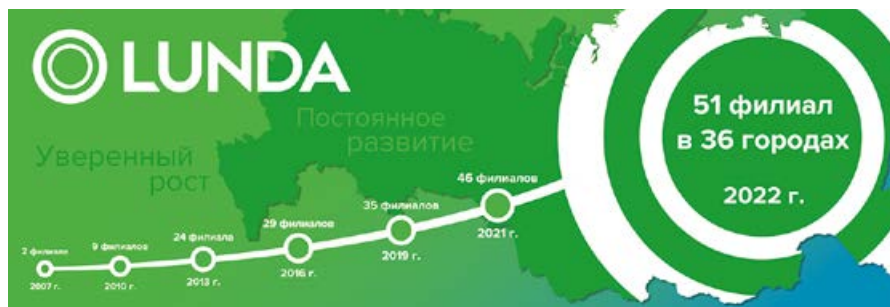 LUNDA
Уверенный
рост
Постоянное
развитие
2 филиала
2007 г.
9 филиалов
2010 г.
24 филиала
2013 г.
29 филиалов
2016 г.
35 филиалов
2019 г.
46 филиалов
2021 г.
51 филиал
в 36 городах
2022 г.